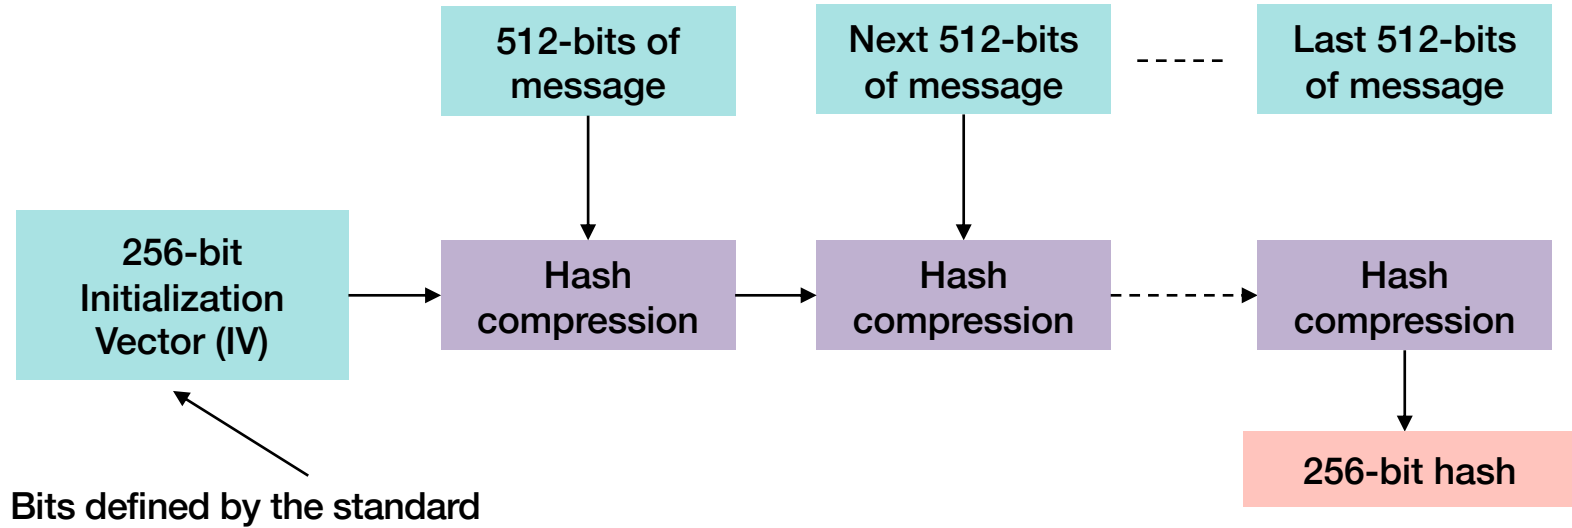 512-bits of
message
Next 512-bits
of message
Last 512-bits
of message
256-bit
Initialization
Vector (IV)
Hash
compression
Hash
compression
Hash
compression
256-bit hash
Bits defined by the standard